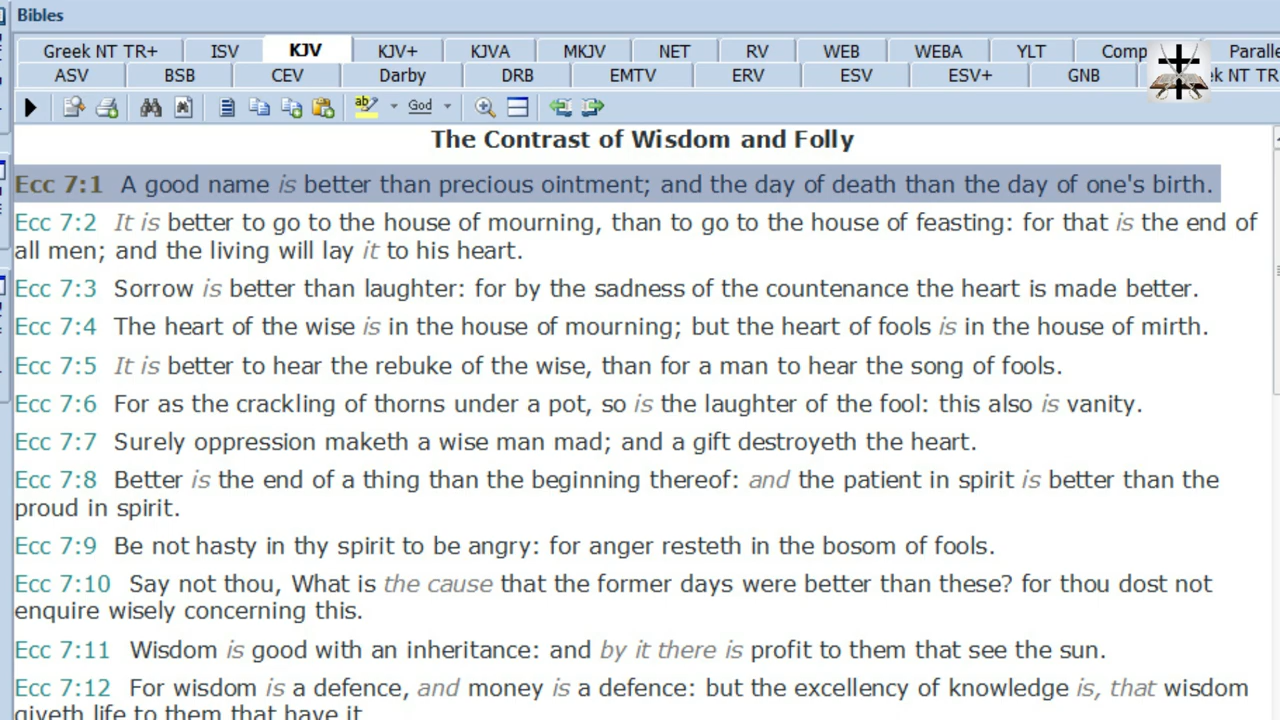 Bibles
Greek NT TR+ ISV KJV KJV+ KJVA MKJV NET RV WEB WEBA YLT Comp Paralle
ASV BSB CEV Darby DRB EMTV ERV ESV ESV+ GNB ek NT TR
ab God
The Contrast of Wisdom and Folly
Ecc 7:1 A good name is better than precious ointment; and the day of death than the day of one's birth.
Ecc 7:2 It is better to go to the house of mourning, than to go to the house of feasting: for that is the end of
all men; and the living will lay it to his heart.
Ecc 7:3 Sorrow is better than laughter: for by the sadness of the countenance the heart is made better.
Ecc 7:4 The heart of the wise is in the house of mourning; but the heart of fools is in the house of mirth.
Ecc 7:5 It is better to hear the rebuke of the wise, than for a man to hear the song of fools.
Ecc 7:6 For as the crackling of thorns under a pot, so is the laughter of the fool: this also is vanity.
Ecc 7:7 Surely oppression maketh a wise man mad; and a gift destroyeth the heart.
Ecc 7:8 Better is the end of a thing than the beginning thereof: and the patient in spirit is better than the
proud in spirit.
Ecc 7:9 Be not hasty in thy spirit to be angry: for anger resteth in the bosom of fools.
Ecc 7:10 Say not thou, What is the cause that the former days were better than these? for thou dost not
enquire wisely concerning this.
Ecc 7:11 Wisdom is good with an inheritance: and by it there is profit to them that see the sun.
Ecc 7:12 For wisdom is a defence, and money is a defence: but the excellency of knowledge is, that wisdom
giveth life to them that have it